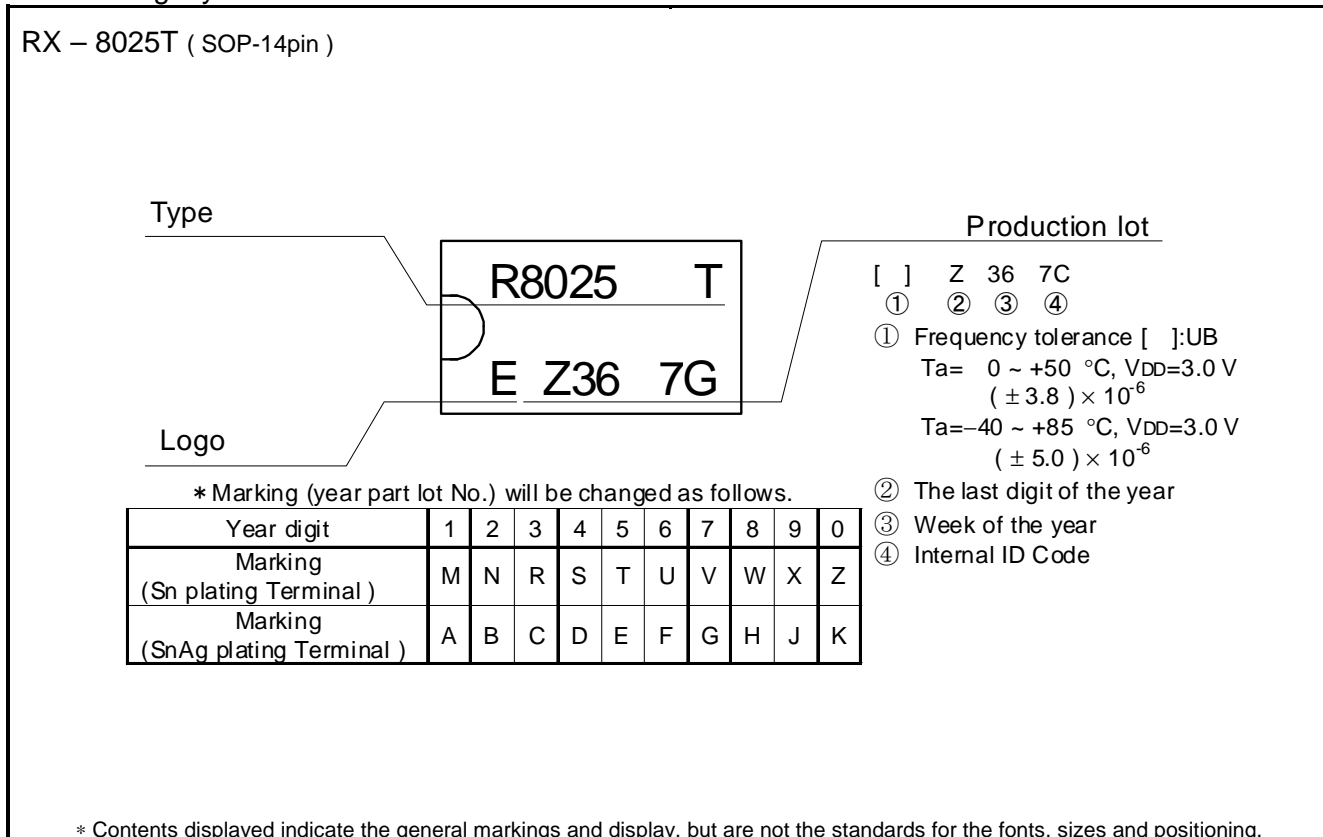 RX – 8025T ( SOP-14pin )
Type
Production lot
R8025 T
E Z36 7G
Logo
[ ] Z 36 7C
① ② ③ ④
① Frequency tolerance [ ]:UB
Ta= 0 ~ +50 °C, VDD=3.0 V
( ± 3.8 ) × 10-6
Ta=−40 ~ +85 °C, VDD=3.0 V
( ± 5.0 ) × 10-6
② The last digit of the year
③ Week of the year
④ Internal ID Code
* Marking (year part lot No.) will be changed as follows.
Year digit 1 2 3 4 5 6 7 8 9 0
Marking
(Sn plating Terminal ) M N R S T U V W X Z
Marking
(SnAg plating Terminal ) A B C D E F G H J K
* Contents displayed indicate the general markings and display, but are not the standards for the fonts, sizes and positioning.